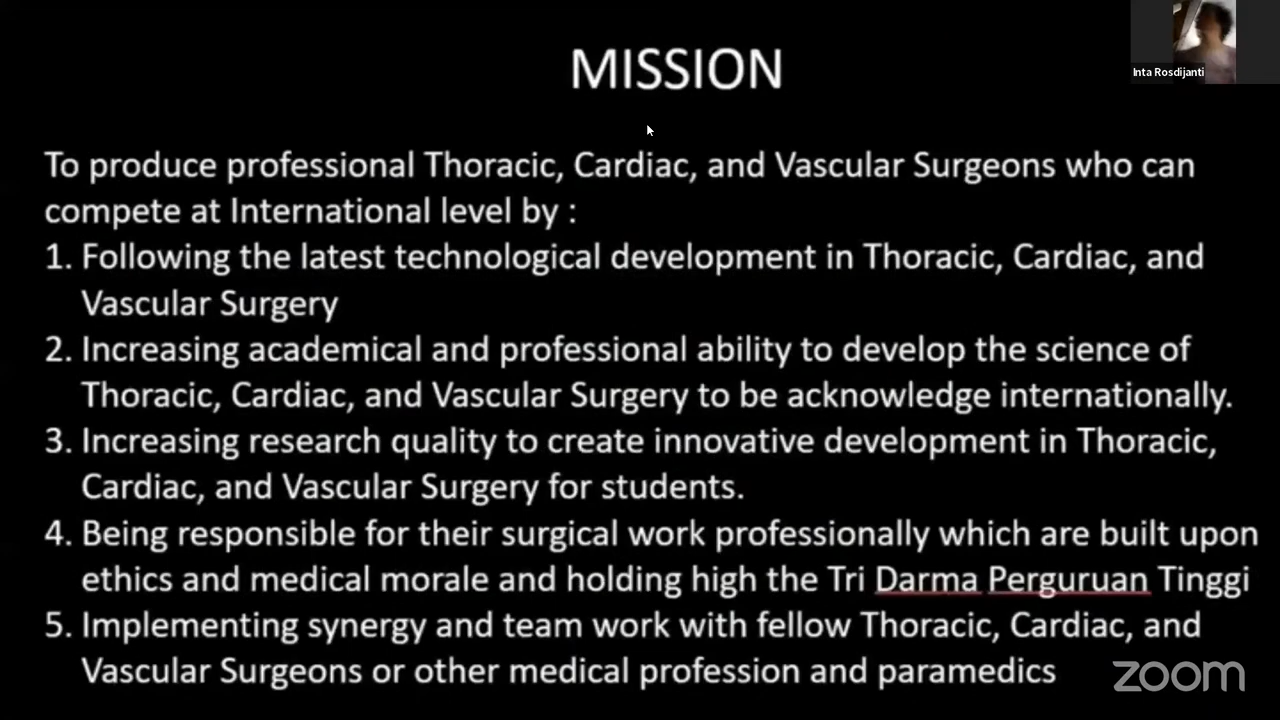 MISSION
Inta Rosdijanti
To produce professional Thoracic, Cardiac, and Vascular Surgeons who can
compete at International level by :
1. Following the latest technological development in Thoracic, Cardiac, and
Vascular Surgery
2. Increasing academical and professional ability to develop the science of
Thoracic, Cardiac, and Vascular Surgery to be acknowledge internationally.
3. Increasing research quality to create innovative development in Thoracic,
Cardiac, and Vascular Surgery for students.
4. Being responsible for their surgical work professionally which are built upon
ethics and medical morale and holding high the Tri Darma Perguruan Tinggi
5. Implementing synergy and team work with fellow Thoracic, Cardiac, and
Vascular Surgeons or other medical profession and paramedics
zoom